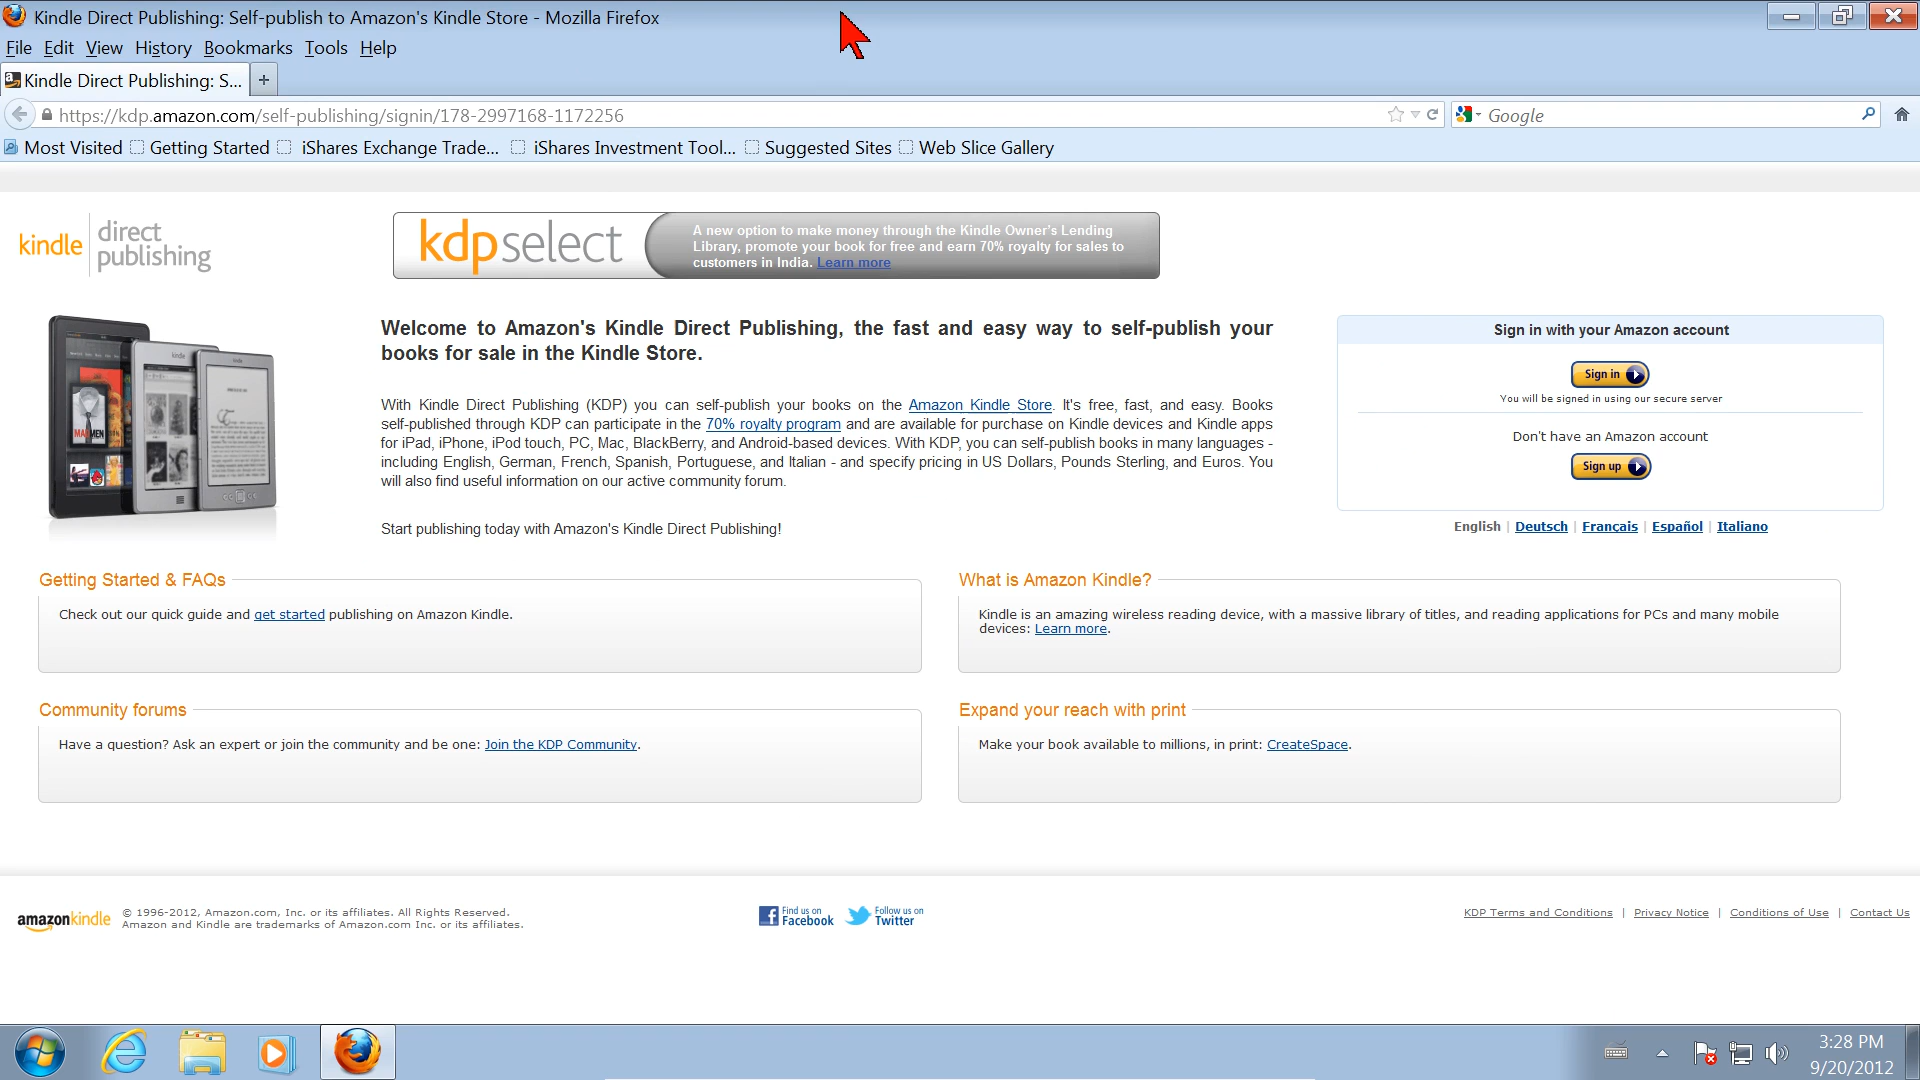 Kindle Direct Publishing: Self-publish to Amazon's Kindle Store - Mozilla Firefox
File Edit View History Bookmarks Tools Help
Kindle Direct Publishing: S... +
https://kdp.amazon.com/self-publishing/signin/178-2997168-1172256 Google
Most Visited Getting Started iShares Exchange Trade... iShares Investment Tool... Suggested Sites Web Slice Gallery
kindle direct publishing
kdpselect
A new option to make money through the Kindle Owner's Lending
Library, promote your book for free and earn 70% royalty for sales to
customers in India. Learn more
Welcome to Amazon's Kindle Direct Publishing, the fast and easy way to self-publish your
books for sale in the Kindle Store.
With Kindle Direct Publishing (KDP) you can self-publish your books on the Amazon Kindle Store. It's free, fast, and easy. Books
self-published through KDP can participate in the 70% royalty program and are available for purchase on Kindle devices and Kindle apps
for iPad, iPhone, iPod touch, PC, Mac, BlackBerry, and Android-based devices. With KDP, you can self-publish books in many languages -
including English, German, French, Spanish, Portuguese, and Italian - and specify pricing in US Dollars, Pounds Sterling, and Euros. You
will also find useful information on our active community forum.
Start publishing today with Amazon's Kindle Direct Publishing!
Sign in with your Amazon account
Sign in
You will be signed in using our secure server
Don't have an Amazon account
Sign up
English | Deutsch | Français | Español | Italiano
Getting Started & FAQs
Check out our quick guide and get started publishing on Amazon Kindle.
What is Amazon Kindle?
Kindle is an amazing wireless reading device, with a massive library of titles, and reading applications for PCs and many mobile
devices: Learn more.
Community forums
Have a question? Ask an expert or join the community and be one: Join the KDP Community.
Expand your reach with print
Make your book available to millions, in print: CreateSpace.
amazonkindle
© 1996-2012, Amazon.com, Inc. or its affiliates. All Rights Reserved.
Amazon and Kindle are trademarks of Amazon.com Inc. or its affiliates.
Find us on
Facebook
Follow us on
Twitter
KDP Terms and Conditions | Privacy Notice | Conditions of Use | Contact Us
3:28 PM
9/20/2012